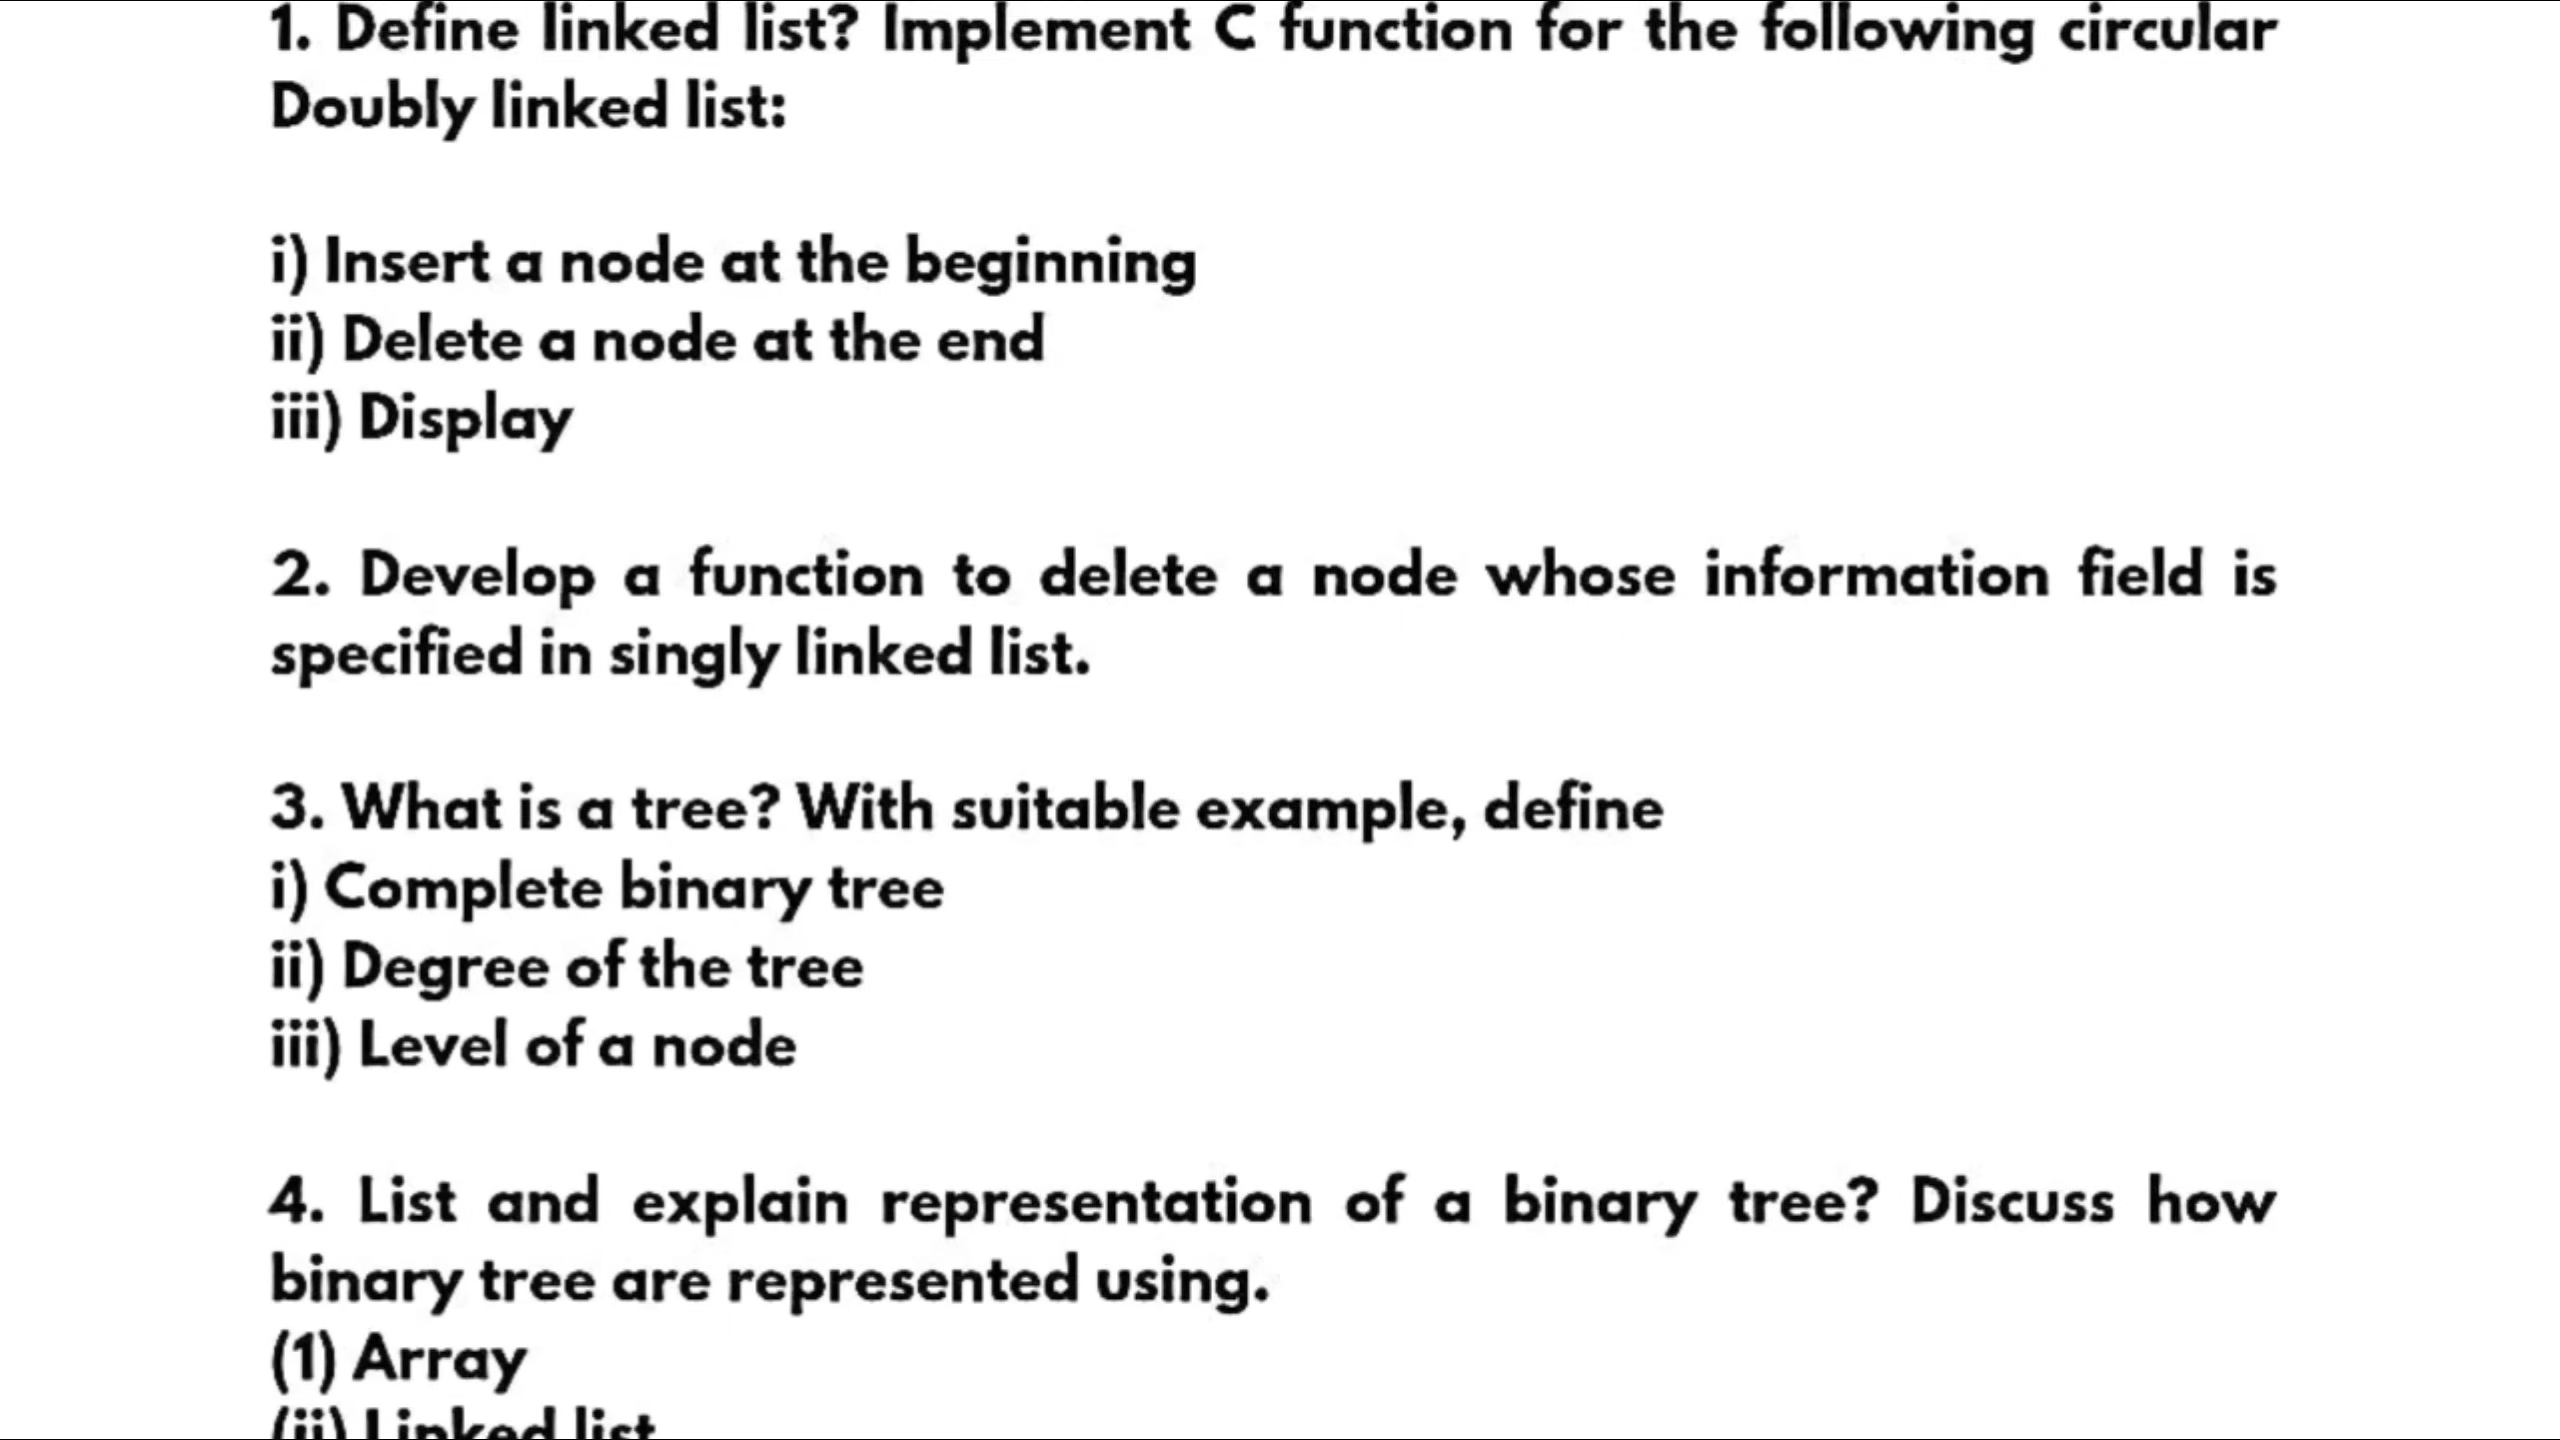 1. Define linked list? Implement C function for the following circular
Doubly linked list:
i) Insert a node at the beginning
ii) Delete a node at the end
iii) Display
2. Develop a function to delete a node whose information field is
specified in singly linked list.
3. What is a tree? With suitable example, define
i) Complete binary tree
ii) Degree of the tree
iii) Level of a node
4. List and explain representation of a binary tree? Discuss how
binary tree are represented using.
(1) Array
(ii) Linked list